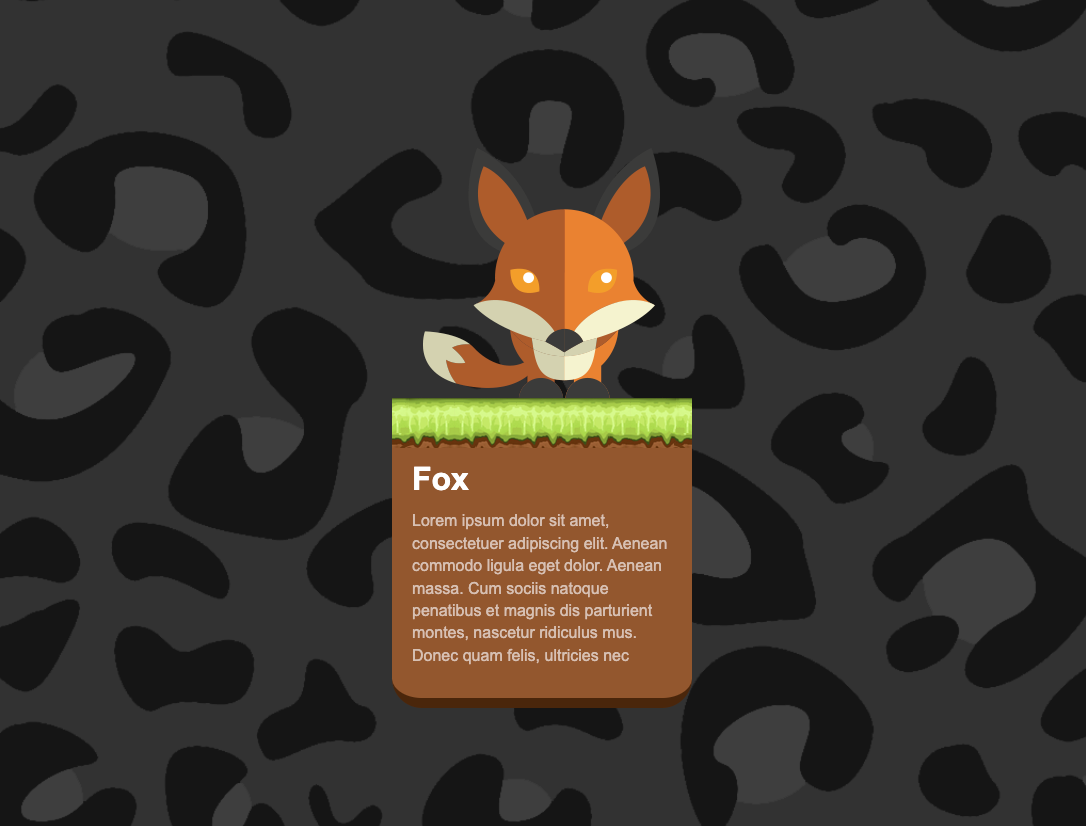 Fox
Lorem ipsum dolor sit amet,
consectetuer adipiscing elit. Aenean
commodo ligula eget dolor. Aenean
massa. Cum sociis natoque
penatibus et magnis dis parturient
montes, nascetur ridiculus mus.
Donec quam felis, ultricies nec